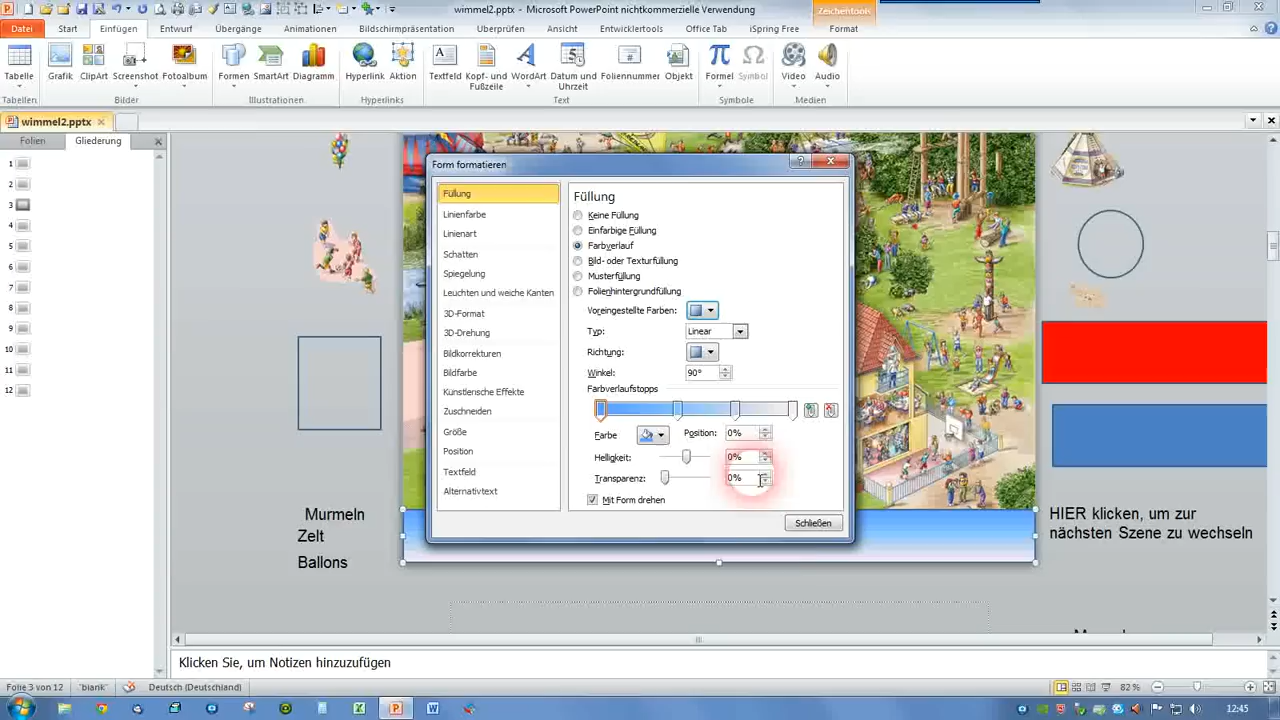 wimmel2.pptx - Microsoft PowerPoint nichtkommerzielle Verwendung
Zeichentools
Datei Start Einfügen Entwurf Übergänge Animationen Bildschirmpräsentation Überprüfen Ansicht Entwicklertools Office Tab iSpring Free Format
Tabelle Grafik ClipArt Screenshot Fotoalbum Formen SmartArt Diagramm Hyperlink Aktion Textfeld Kopf- und Fußzeile WordArt Datum und Uhrzeit Foliennummer Objekt Formel Symbol Video Audio
Tabellen Bilder Illustrationen Hyperlinks Text Symbole Medien
wimmel2.pptx
Folien Gliederung
1
2
3
4
5
6
7
8
9
10
11
12
Form formatieren
Füllung
Linienfarbe
Linienart
Schatten
Spiegelung
Leuchten und weiche Kanten
3D-Format
3D-Drehung
Bildkorrekturen
Bildfarbe
Künstlerische Effekte
Zuschneiden
Größe
Position
Textfeld
Alternativtext
Füllung
Keine Füllung
Einfarbige Füllung
Farbverlauf
Bild- oder Texturfüllung
Musterfüllung
Folienhintergrundfüllung
Voreingestellte Farben:
Typ: Linear
Richtung:
Winkel: 90°
Farbverlaufstopps
Farbe Position: 0%
Helligkeit: 0%
Transparenz: 0%
Mit Form drehen
Schließen
Murmeln
Zelt
Ballons
HIER klicken, um zur
nächsten Szene zu wechseln
Klicken Sie, um Notizen hinzuzufügen
Folie 3 von 12 "blank" Deutsch (Deutschland) 82 %
12:45